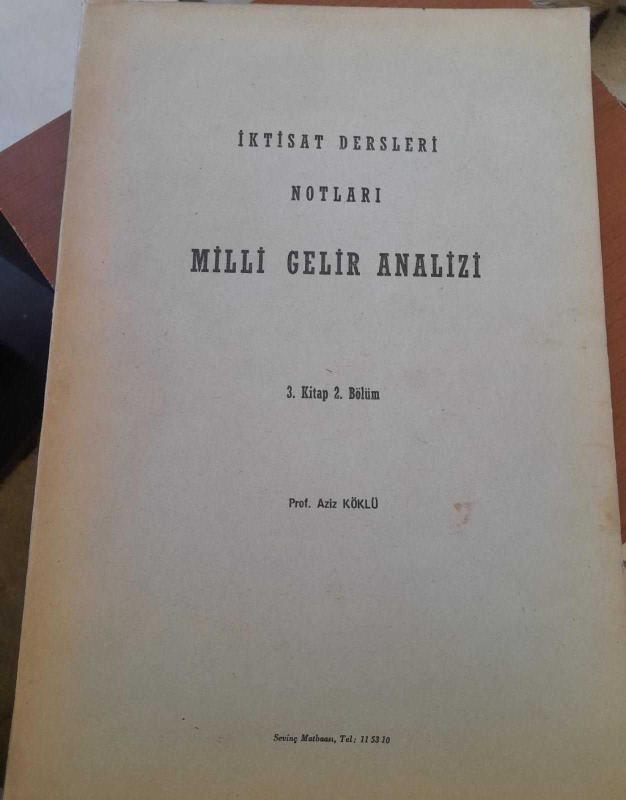 İKTİSAT DERSLERİ
NOTLARI
MİLLİ GELİR ANALİZİ
3. Kitap 2. Bölüm
Prof. Aziz KÖKLÜ
Sevinç Matbaası, Tel: 11 53 10